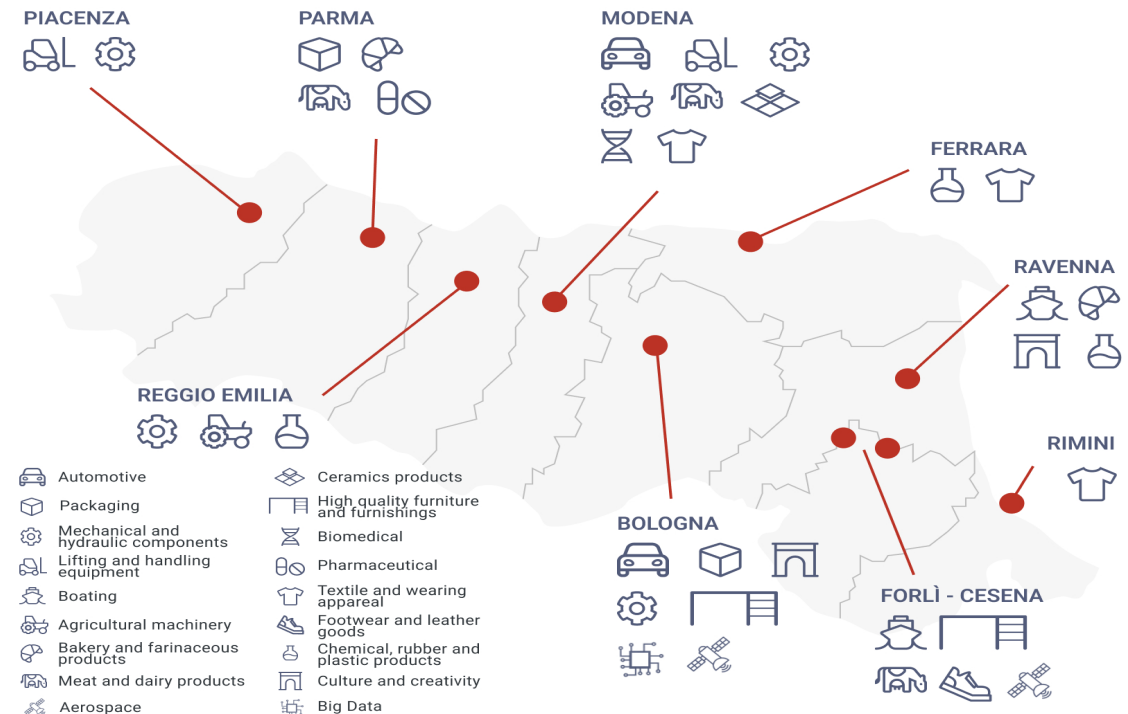 PIACENZA
PARMA
MODENA
FERRARA
RAVENNA
REGGIO EMILIA
RIMINI
BOLOGNA
FORLÌ - CESENA
Automotive
Packaging
Mechanical and
hydraulic components
Lifting and handling
equipment
Boating
Agricultural machinery
Bakery and farinaceous
products
Meat and dairy products
Aerospace
Ceramics products
High quality furniture
and furnishings
Biomedical
Pharmaceutical
Textile and wearing
appareal
Footwear and leather
goods
Chemical, rubber and
plastic products
Culture and creativity
Big Data